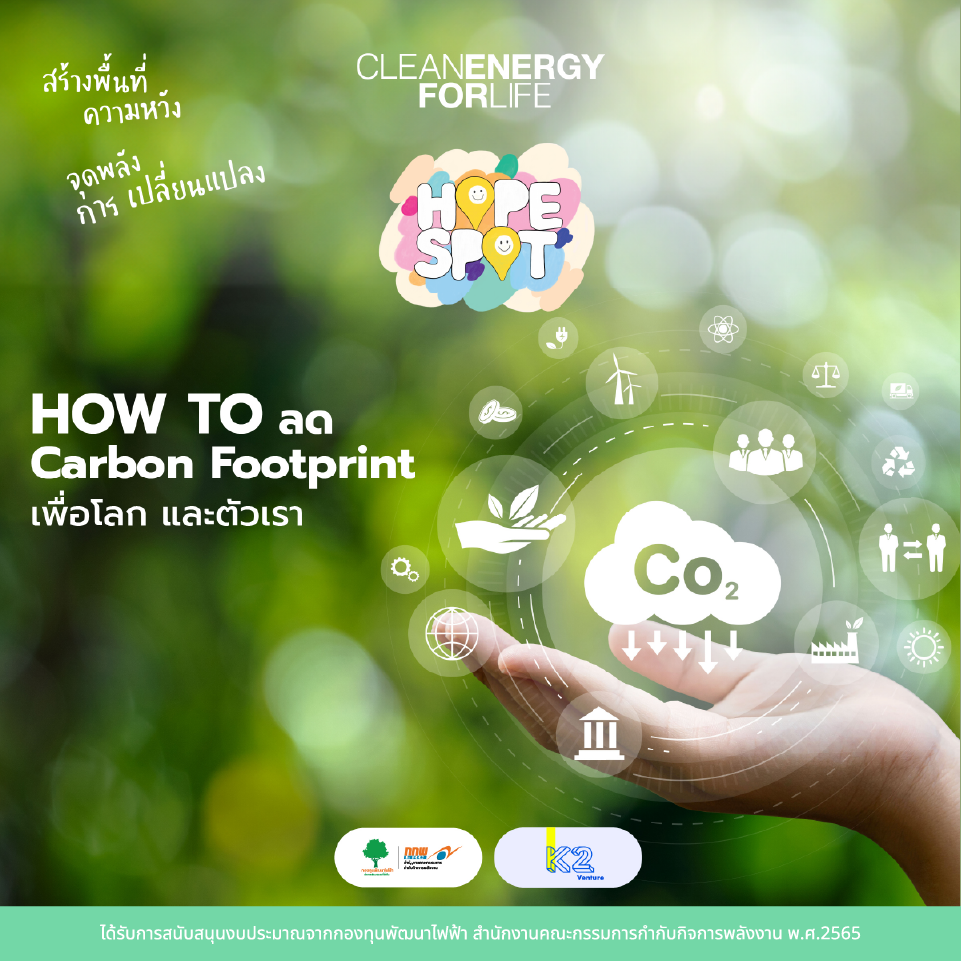 สร้างพื้นที่
ความหวัง
จุดพลัง
การ เปลี่ยนแปลง
CLEANENERGY
FORLIFE
HOPE
SPOT
HOW TO ลด
Carbon Footprint
เพื่อโลก และตัวเรา
Co2
กกพ
K2
Venture
ได้รับการสนับสนุนงบประมาณจากกองทุนพัฒนาไฟฟ้า สำนักงานคณะกรรมการกำกับกิจการพลังงาน พ.ศ.2565